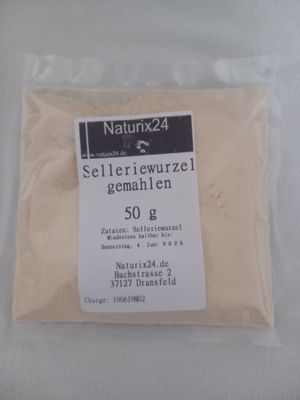 Naturix24
www.naturix24.de
Selleriewurzel
gemahlen
50 g
Zutaten: Selleriewurzel
Mindestens haltbar bis:
Donnerstag, 4. Juni 2026
Naturix24.de
Bachstrasse 2
37127 Dransfeld
Charge: 190619M02